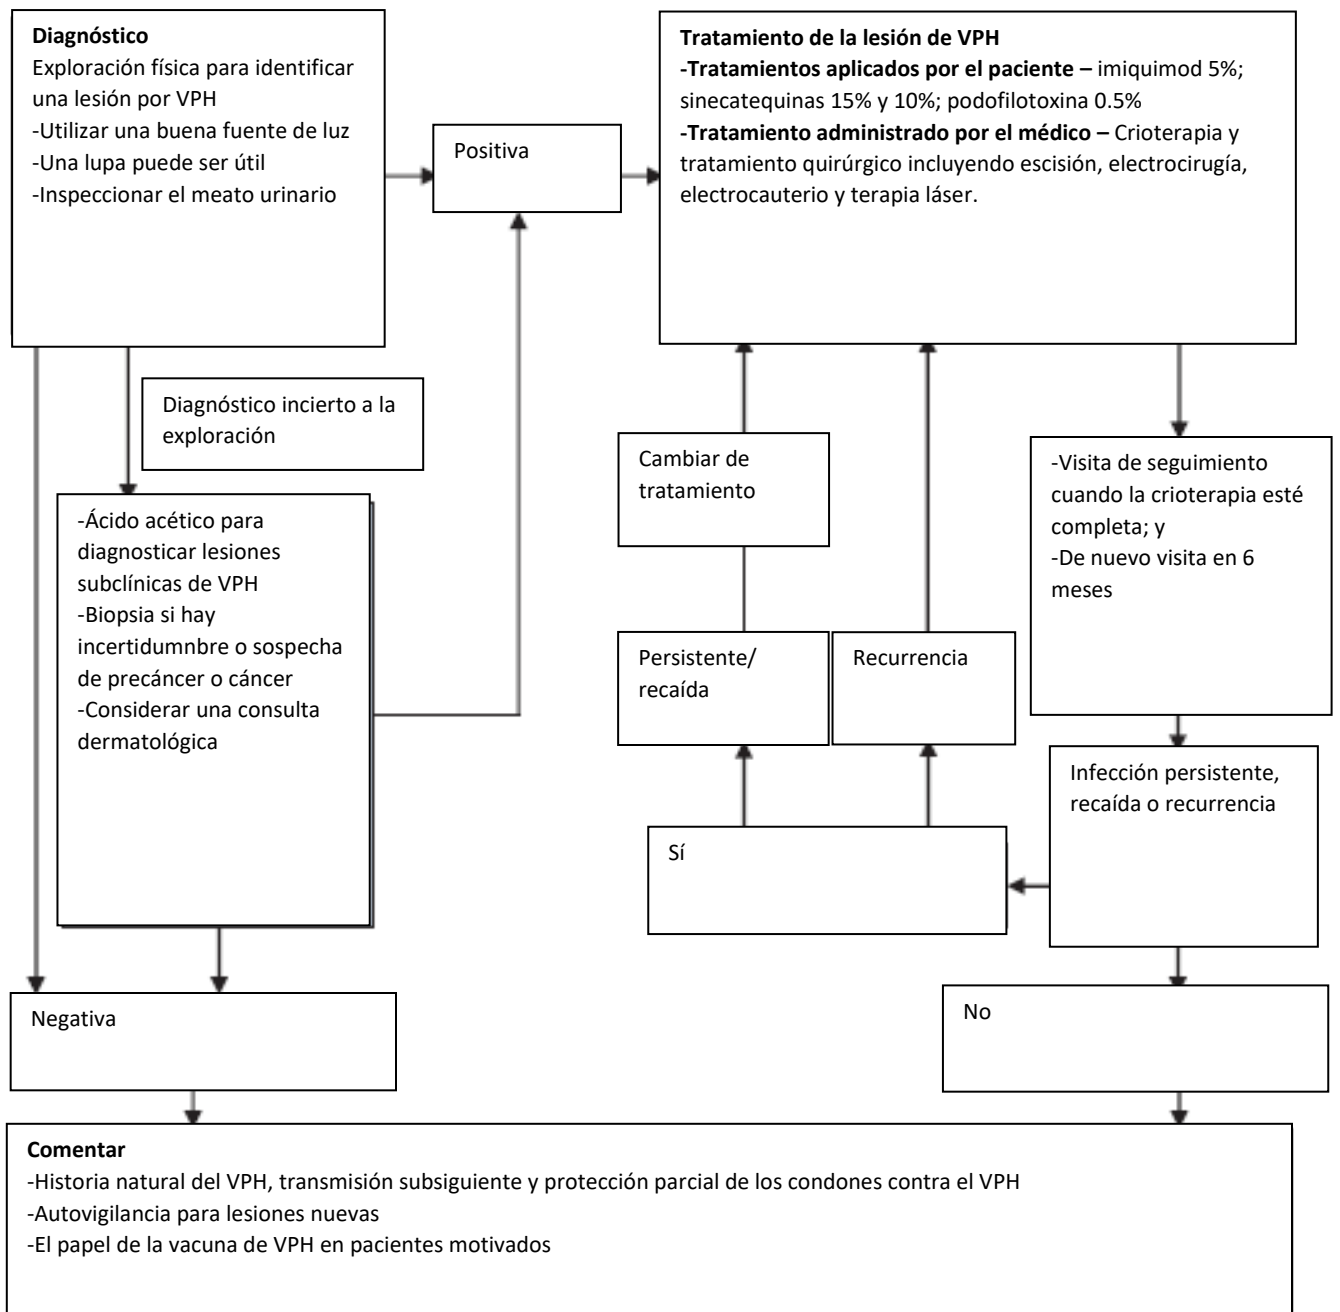 Diagnóstico
Exploración física para identificar
una lesión por VPH
-Utilizar una buena fuente de luz
-Una lupa puede ser útil
-Inspeccionar el meato urinario
Positiva
Tratamiento de la lesión de VPH
-Tratamientos aplicados por el paciente – imiquimod 5%;
sinecatequinas 15% y 10%; podofilotoxina 0.5%
-Tratamiento administrado por el médico – Crioterapia y
tratamiento quirúrgico incluyendo escisión, electrocirugía,
electrocauterio y terapia láser.
Diagnóstico incierto a la
exploración
-Ácido acético para
diagnosticar lesiones
subclínicas de VPH
-Biopsia si hay
incertidumnbre o sospecha
de precáncer o cáncer
-Considerar una consulta
dermatológica
Cambiar de
tratamiento
-Visita de seguimiento
cuando la crioterapia esté
completa; y
-De nuevo visita en 6
meses
Persistente/
recaída
Recurrencia
Infección persistente,
recaída o recurrencia
Sí
Negativa
No
Comentar
-Historia natural del VPH, transmisión subsiguiente y protección parcial de los condones contra el VPH
-Autovigilancia para lesiones nuevas
-El papel de la vacuna de VPH en pacientes motivados